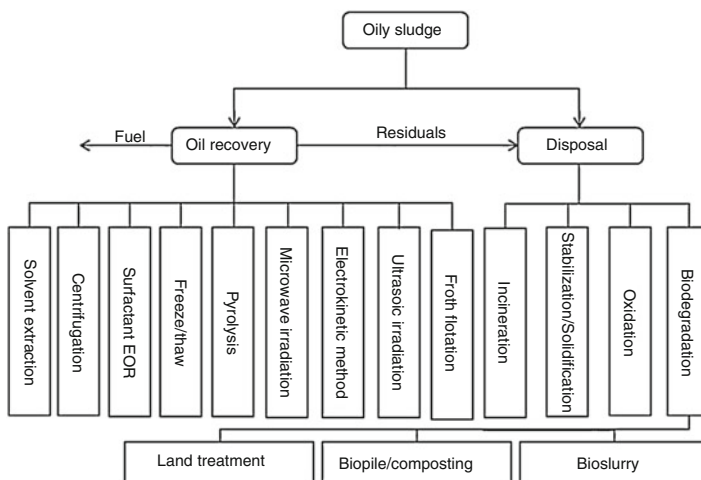 Oily sludge
Fuel
Oil recovery
Residuals
Disposal
Solvent extraction
Centrifugation
Surfactant EOR
Freeze/thaw
Pyrolysis
Microwave irradiation
Electrokinetic method
Ultrasoic irradiation
Froth flotation
Incineration
Stabilization/Solidification
Oxidation
Biodegradation
Land treatment
Biopile/composting
Bioslurry